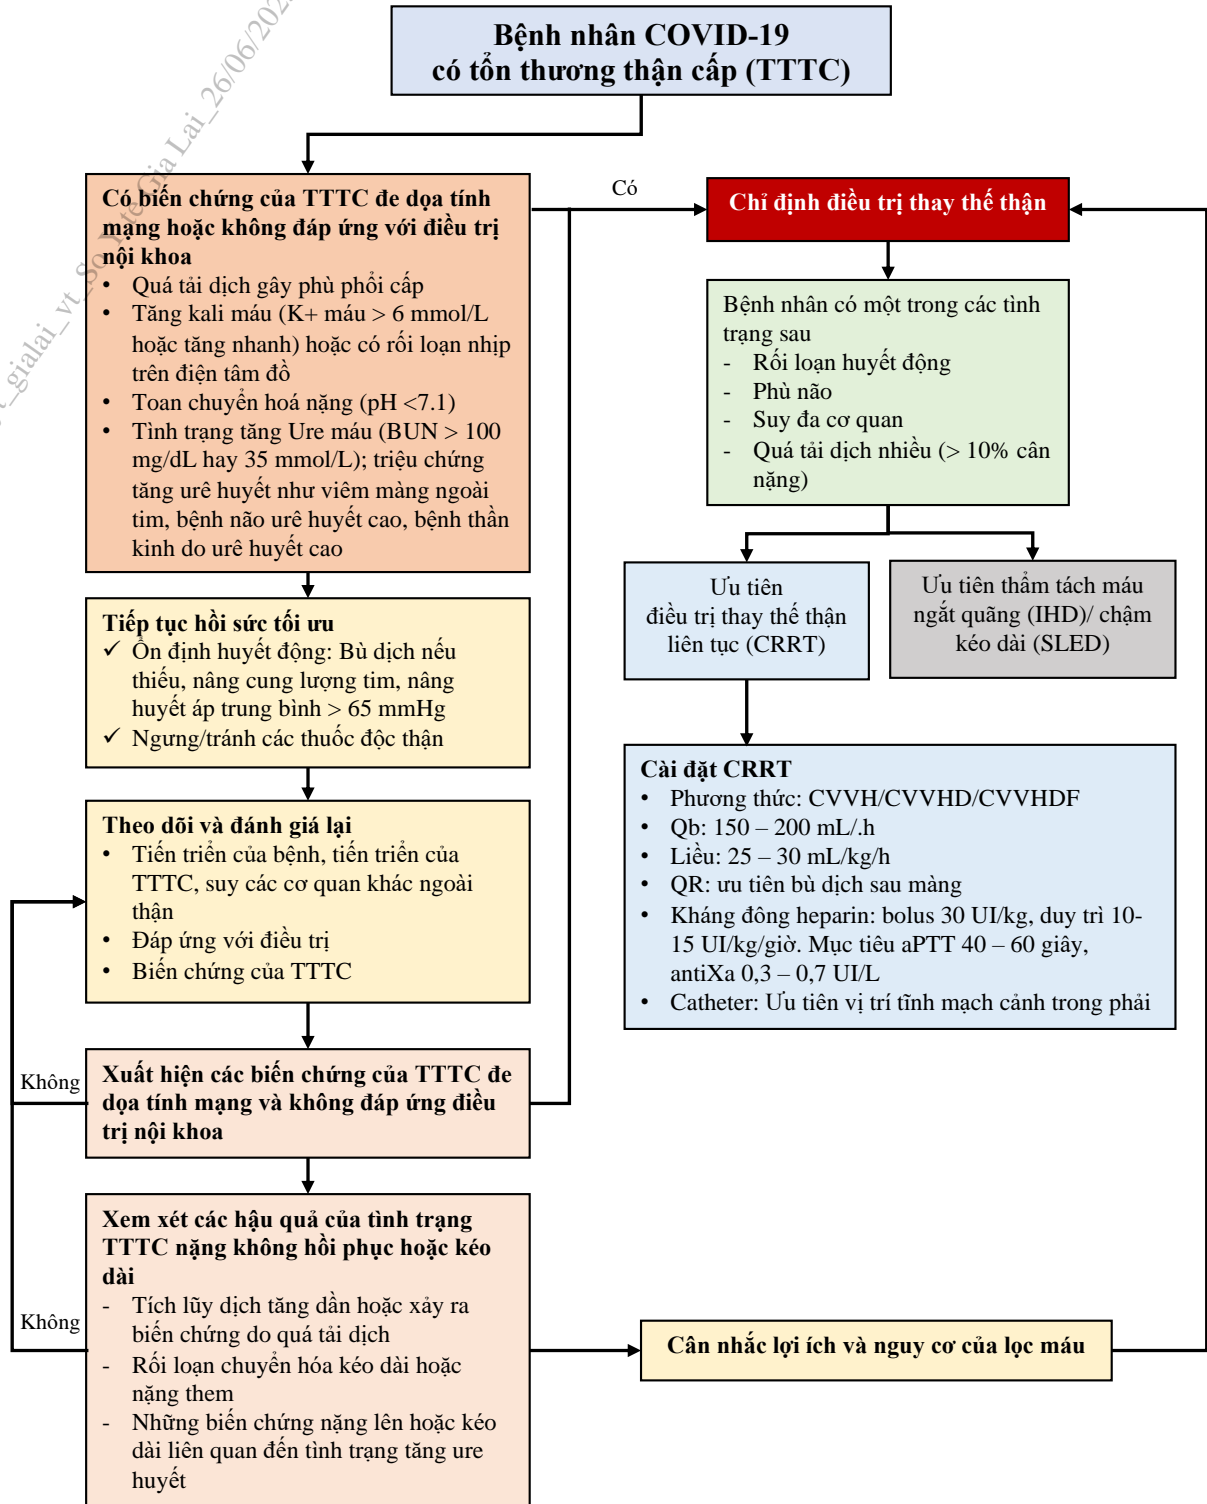 Bệnh nhân COVID-19
có tổn thương thận cấp (TTTC)
Có biến chứng của TTTC đe dọa tính
mạng hoặc không đáp ứng với điều trị
nội khoa
• Quá tải dịch gây phù phổi cấp
• Tăng kali máu (K+ máu > 6 mmol/L
hoặc tăng nhanh) hoặc có rối loạn nhịp
trên điện tâm đồ
• Toan chuyển hoá nặng (pH <7.1)
• Tình trạng tăng Ure máu (BUN > 100
mg/dL hay 35 mmol/L); triệu chứng
tăng urê huyết như viêm màng ngoài
tim, bệnh não urê huyết cao, bệnh thần
kinh do urê huyết cao
Có
Chỉ định điều trị thay thế thận
Bệnh nhân có một trong các tình
trạng sau
- Rối loạn huyết động
- Phù não
- Suy đa cơ quan
- Quá tải dịch nhiều (> 10% cân
nặng)
Ưu tiên
điều trị thay thế thận
liên tục (CRRT)
Ưu tiên thẩm tách máu
ngắt quãng (IHD)/ chậm
kéo dài (SLED)
Tiếp tục hồi sức tối ưu
✓ Ổn định huyết động: Bù dịch nếu
thiếu, nâng cung lượng tim, nâng
huyết áp trung bình > 65 mmHg
✓ Ngưng/tránh các thuốc độc thận
Cài đặt CRRT
• Phương thức: CVVH/CVVHD/CVVHDF
• Qb: 150 – 200 mL/.h
• Liều: 25 – 30 mL/kg/h
• QR: ưu tiên bù dịch sau màng
• Kháng đông heparin: bolus 30 UI/kg, duy trì 10-
15 UI/kg/giờ. Mục tiêu aPTT 40 – 60 giây,
antiXa 0,3 – 0,7 UI/L
• Catheter: Ưu tiên vị trí tĩnh mạch cảnh trong phải
Theo dõi và đánh giá lại
• Tiến triển của bệnh, tiến triển của
TTTC, suy các cơ quan khác ngoài
thận
• Đáp ứng với điều trị
• Biến chứng của TTTC
Không
Xuất hiện các biến chứng của TTTC đe
dọa tính mạng và không đáp ứng điều
trị nội khoa
Xem xét các hậu quả của tình trạng
TTTC nặng không hồi phục hoặc kéo
dài
- Tích lũy dịch tăng dần hoặc xảy ra
biến chứng do quá tải dịch
- Rối loạn chuyển hóa kéo dài hoặc
nặng them
- Những biến chứng nặng lên hoặc kéo
dài liên quan đến tình trạng tăng ure
huyết
Không
Cân nhắc lợi ích và nguy cơ của lọc máu
gialai_vt_So Y te Gia Lai_26/06/202